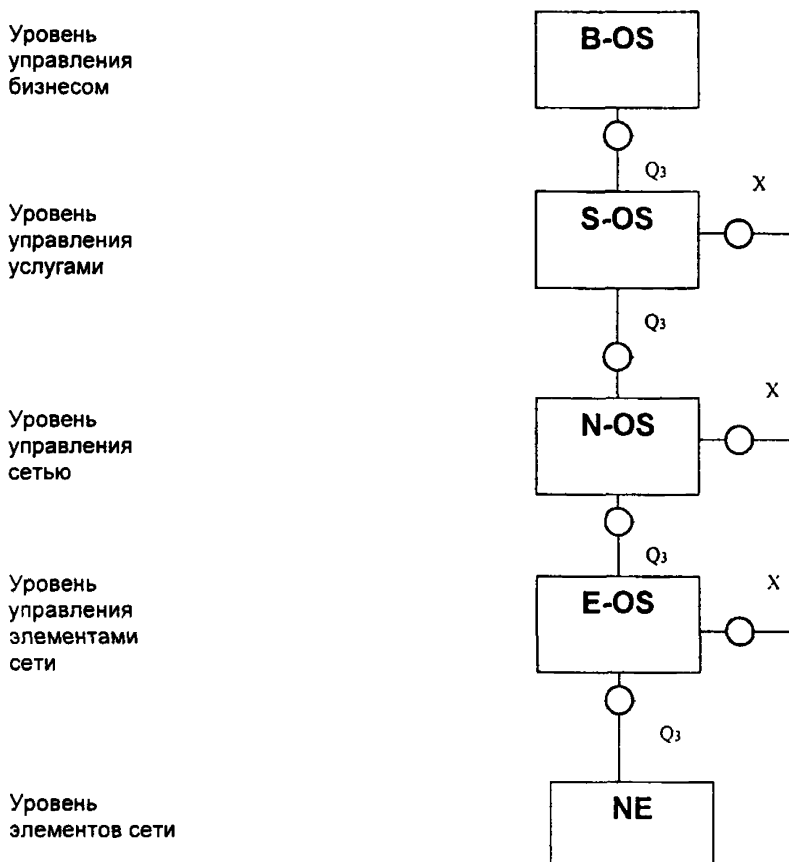 Уровень
управления
бизнесом
B-OS
Q3
X
Уровень
управления
услугами
S-OS
Q3
X
Уровень
управления
сетью
N-OS
Q3
X
Уровень
управления
элементами
сети
E-OS
Q3
Уровень
элементов сети
NE